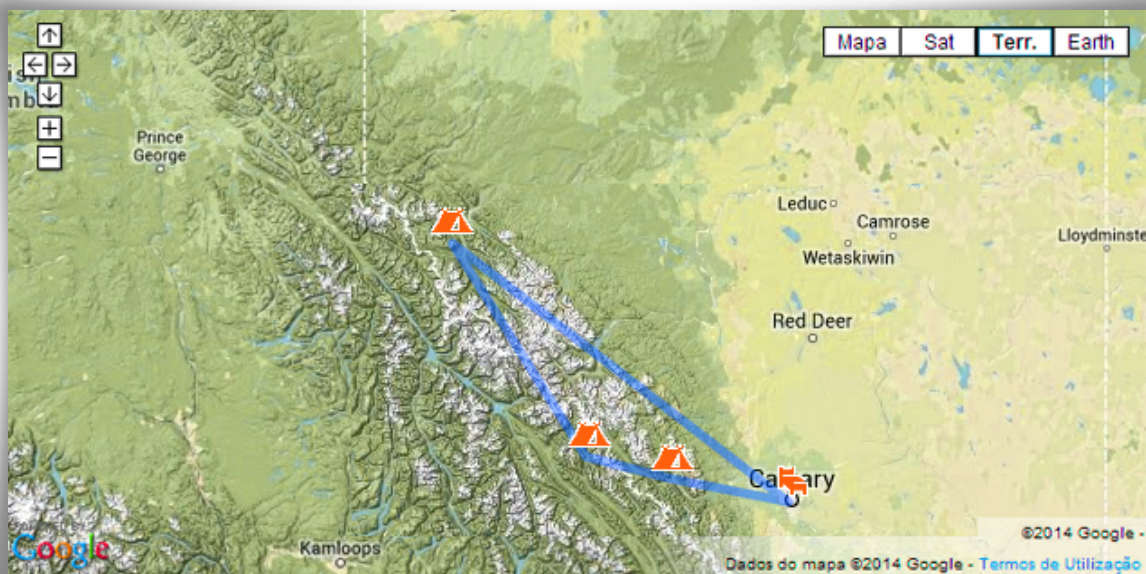 Mapa Sat Terr. Earth
Prince
George
Leduc
Camrose
Wetaskiwin
Lloydminste
Red Deer
Kamloops
Google
©2014 Google -
Dados do mapa ©2014 Google - Termos de Utilização